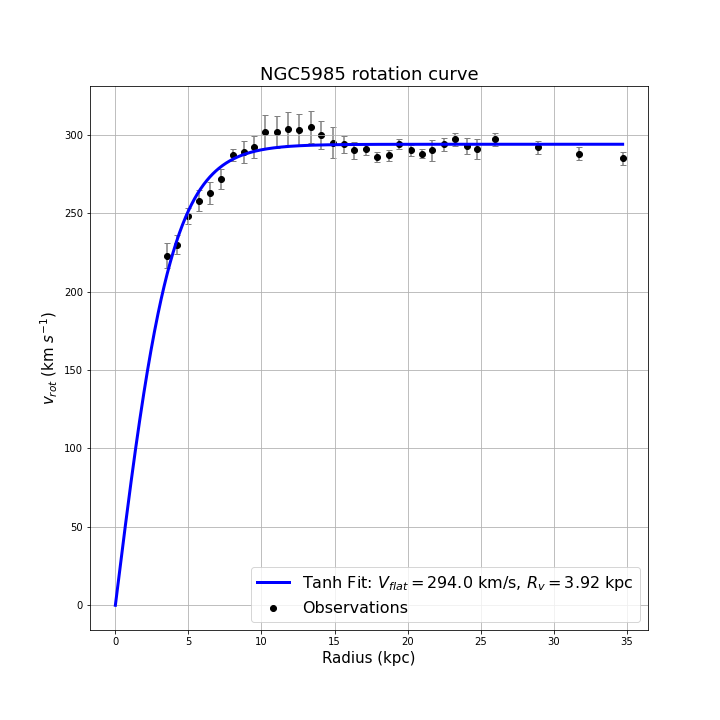 NGC5985 rotation curve
300
250
200
150
100
50
0
v_rot (km s⁻¹)
Tanh Fit: V_flat = 294.0 km/s, R_v = 3.92 kpc
Observations
0 5 10 15 20 25 30 35
Radius (kpc)